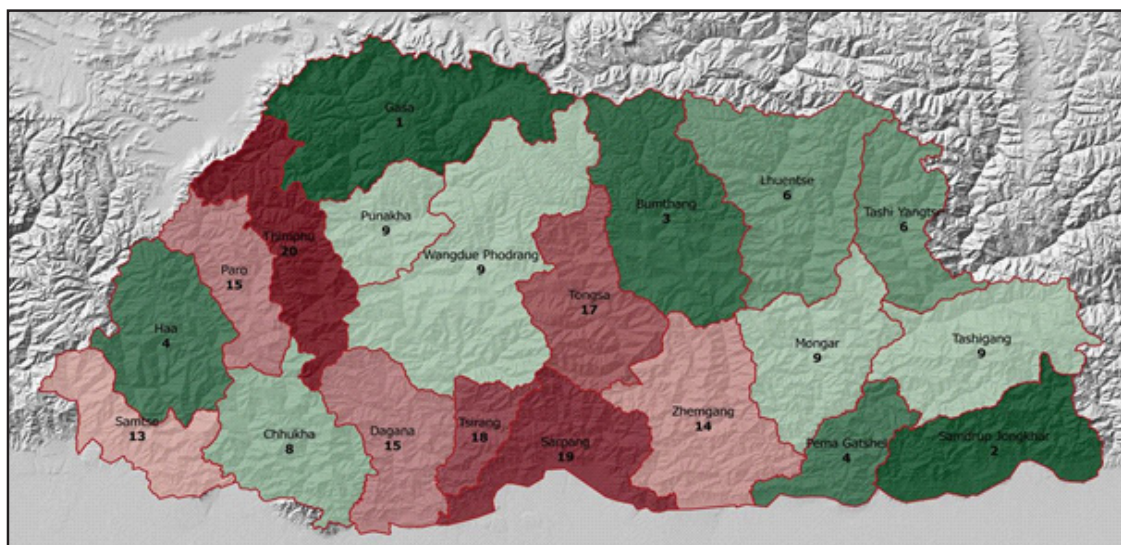 Gasa
1
Lhuentse
6
Punakha
9
Bumthang
3
Tashi Yangtse
6
Thimphu
20
Wangdue Phodrang
9
Paro
15
Tongsa
17
Haa
4
Mongar
9
Tashigang
9
Zhemgang
14
Samtse
13
Chhukha
8
Dagana
15
Tsirang
18
Sarpang
19
Pema Gatshel
4
Samdrup Jongkhar
2